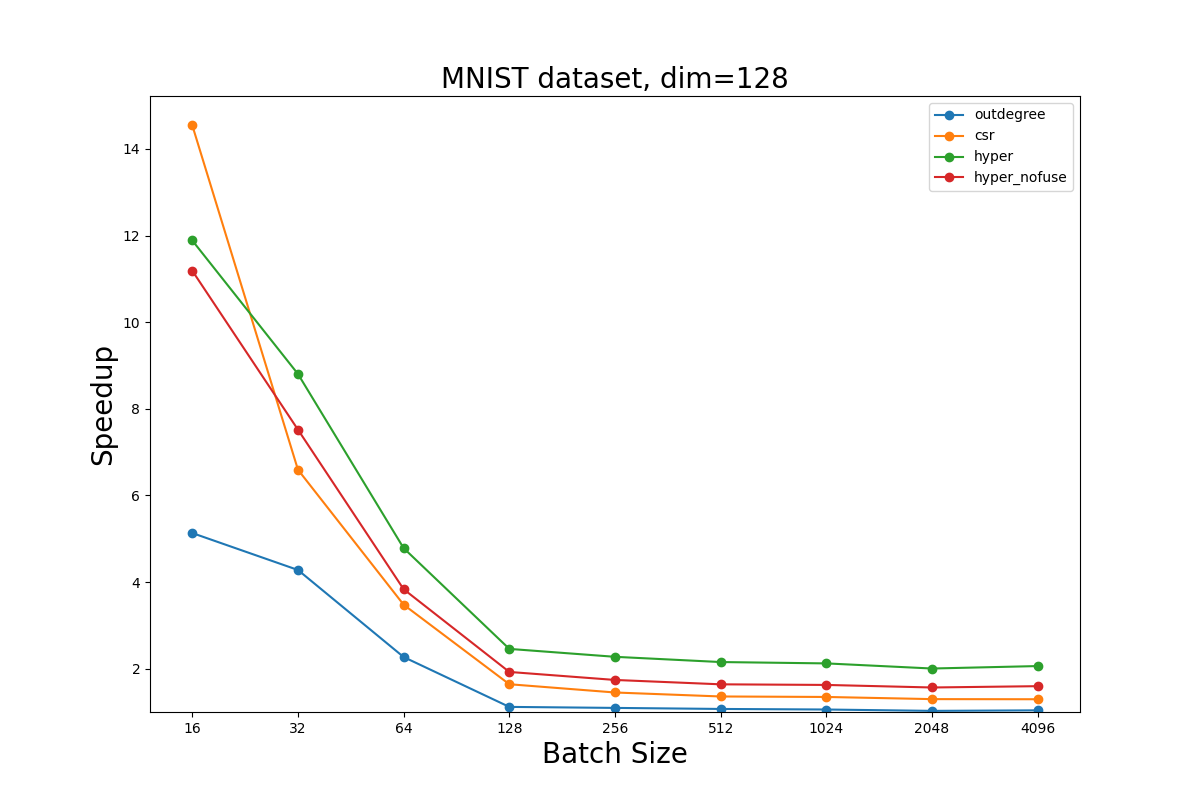 MNIST dataset, dim=128
outdegree
csr
hyper
hyper_nofuse
Speedup
14
12
10
8
6
4
2
16 32 64 128 256 512 1024 2048 4096
Batch Size